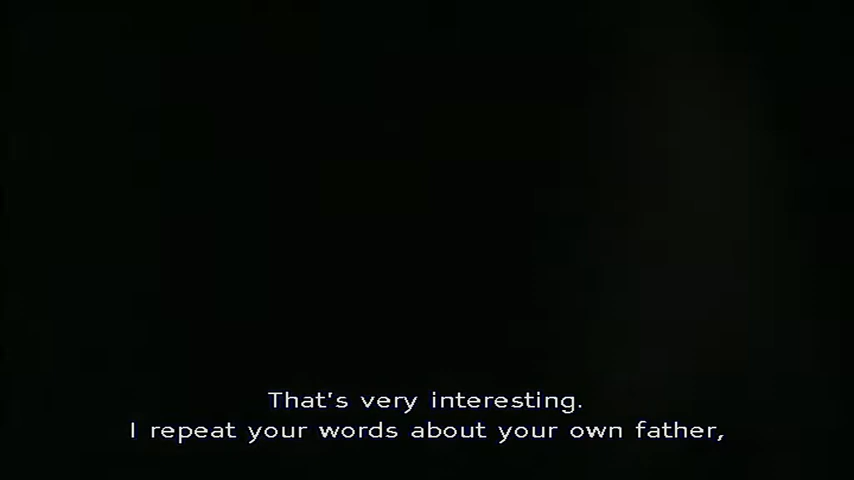 That's very interesting.
I repeat your words about your own father,